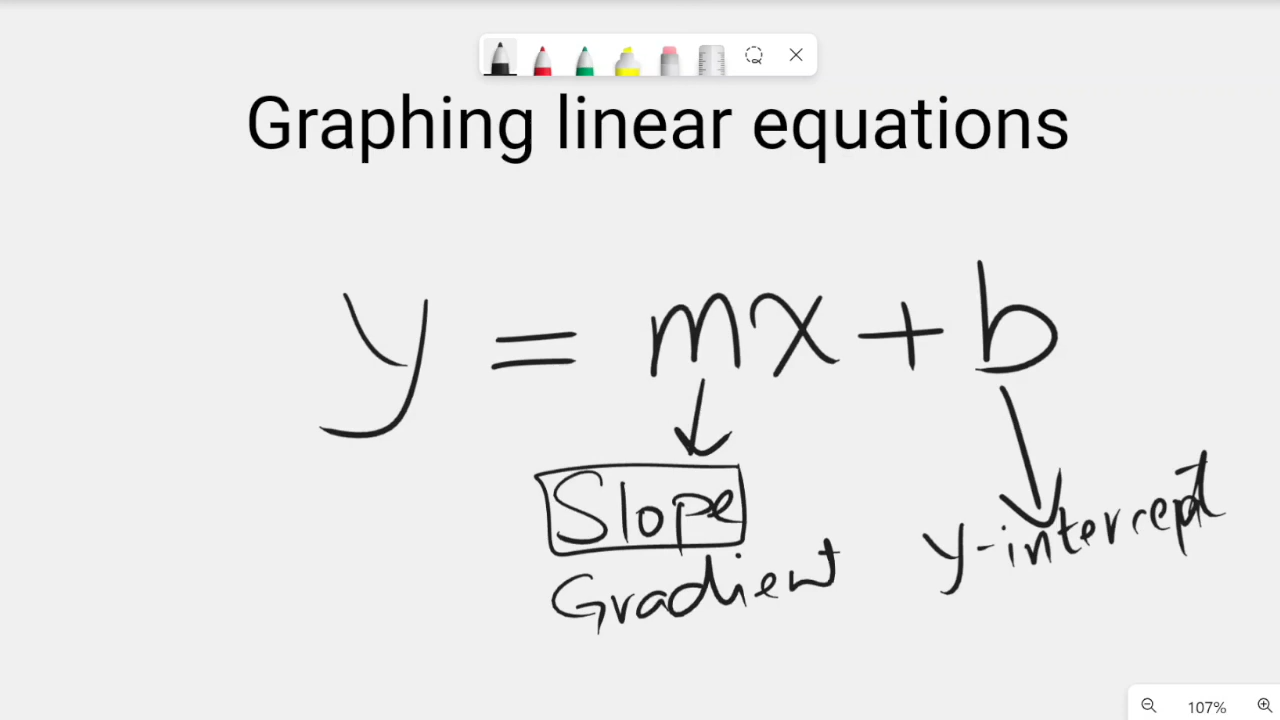 Graphing linear equations
y = mx + b
Slope
Gradient
y-intercept
107%